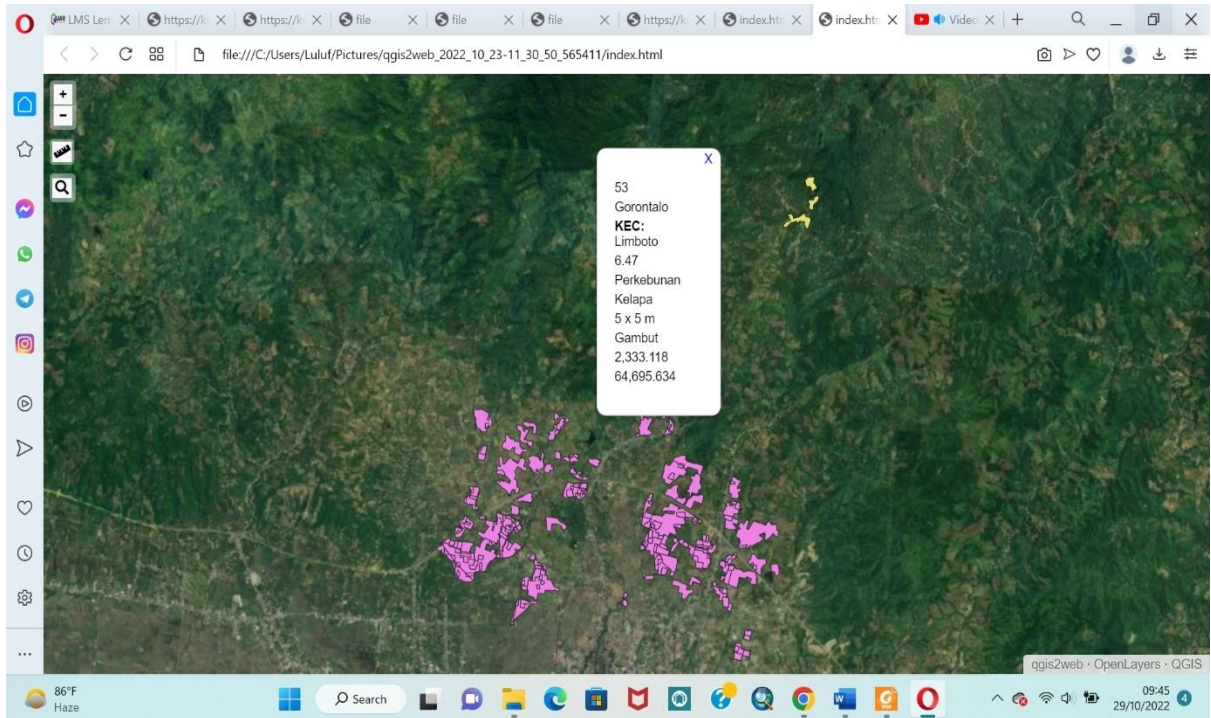 LMS Len
https://k
https://k
file
file
file
https://k
index.ht
index.htn
Video
file:///C:/Users/Luluf/Pictures/qgis2web_2022_10_23-11_30_50_565411/index.html
+
-
X
53
Gorontalo
KEC:
Limboto
6.47
Perkebunan
Kelapa
5 x 5 m
Gambut
2,333.118
64,695.634
qgis2web · OpenLayers · QGIS
86°F
Haze
Search
09:45
29/10/2022
4